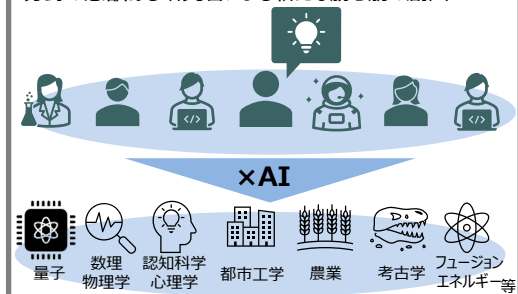 </>
</>
×AI
量子
数理
物理学
認知科学
心理学
都市工学
農業
考古学
フュージョン
エネルギー等